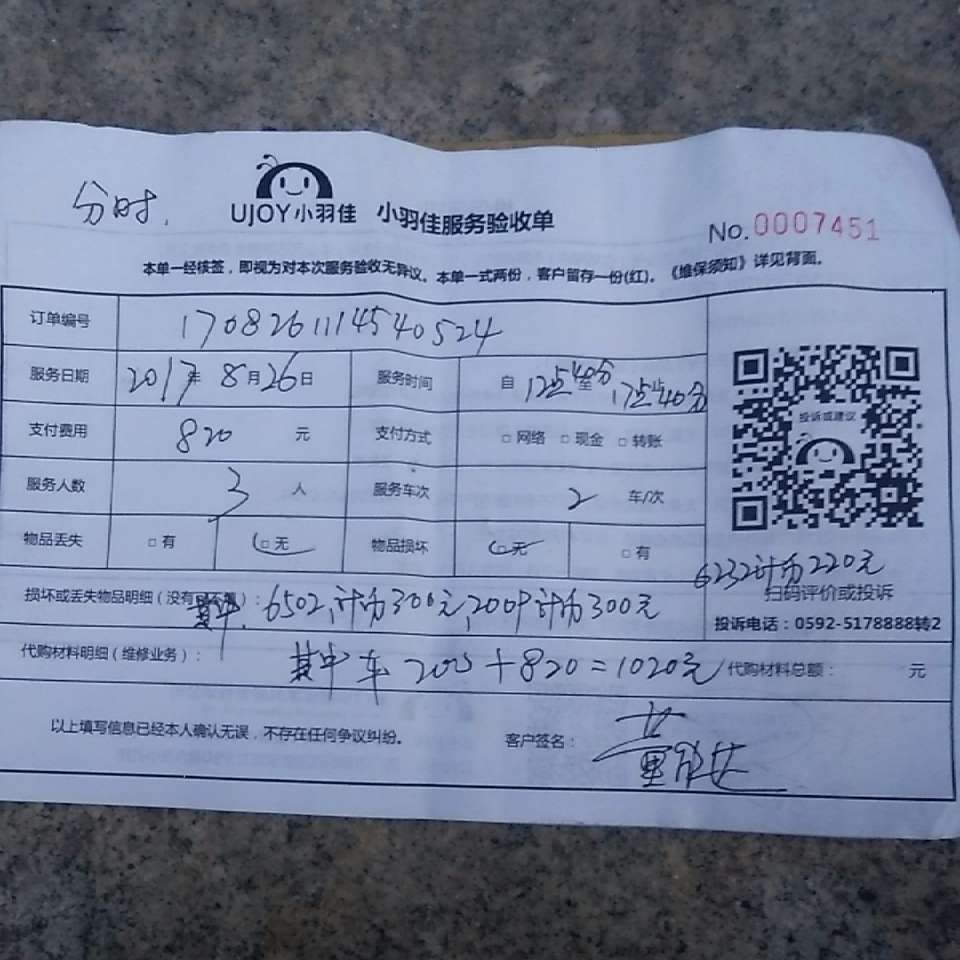 分时.
UJOY小羽佳 小羽佳服务验收单
No.0007451
本单一经核签，即视为对本次服务验收无异议。本单一式两份，客户留存一份(红)。《维保须知》详见背面。
订单编号 170826111454052４
服务日期 2017年8月26日 服务时间 自 12点40分 至 17点40分
支付费用 820 元 支付方式 □ 网络 □ 现金 □ 转账
服务人数 3 人 服务车次 2 车/次
物品丢失 □ 有 □ 无 物品损坏 □ 无 □ 有
投诉或建议
6232计为220元
扫码评价或投诉
投诉电话：0592-5178888转2
损坏或丢失物品明细（没有可不填）： 其中.6502,计为300元,2009计为300元
代购材料明细（维修业务）： 其中车 200+820=1020元 代购材料总额： 元
以上填写信息已经本人确认无误，不存在任何争议纠纷。 客户签名：